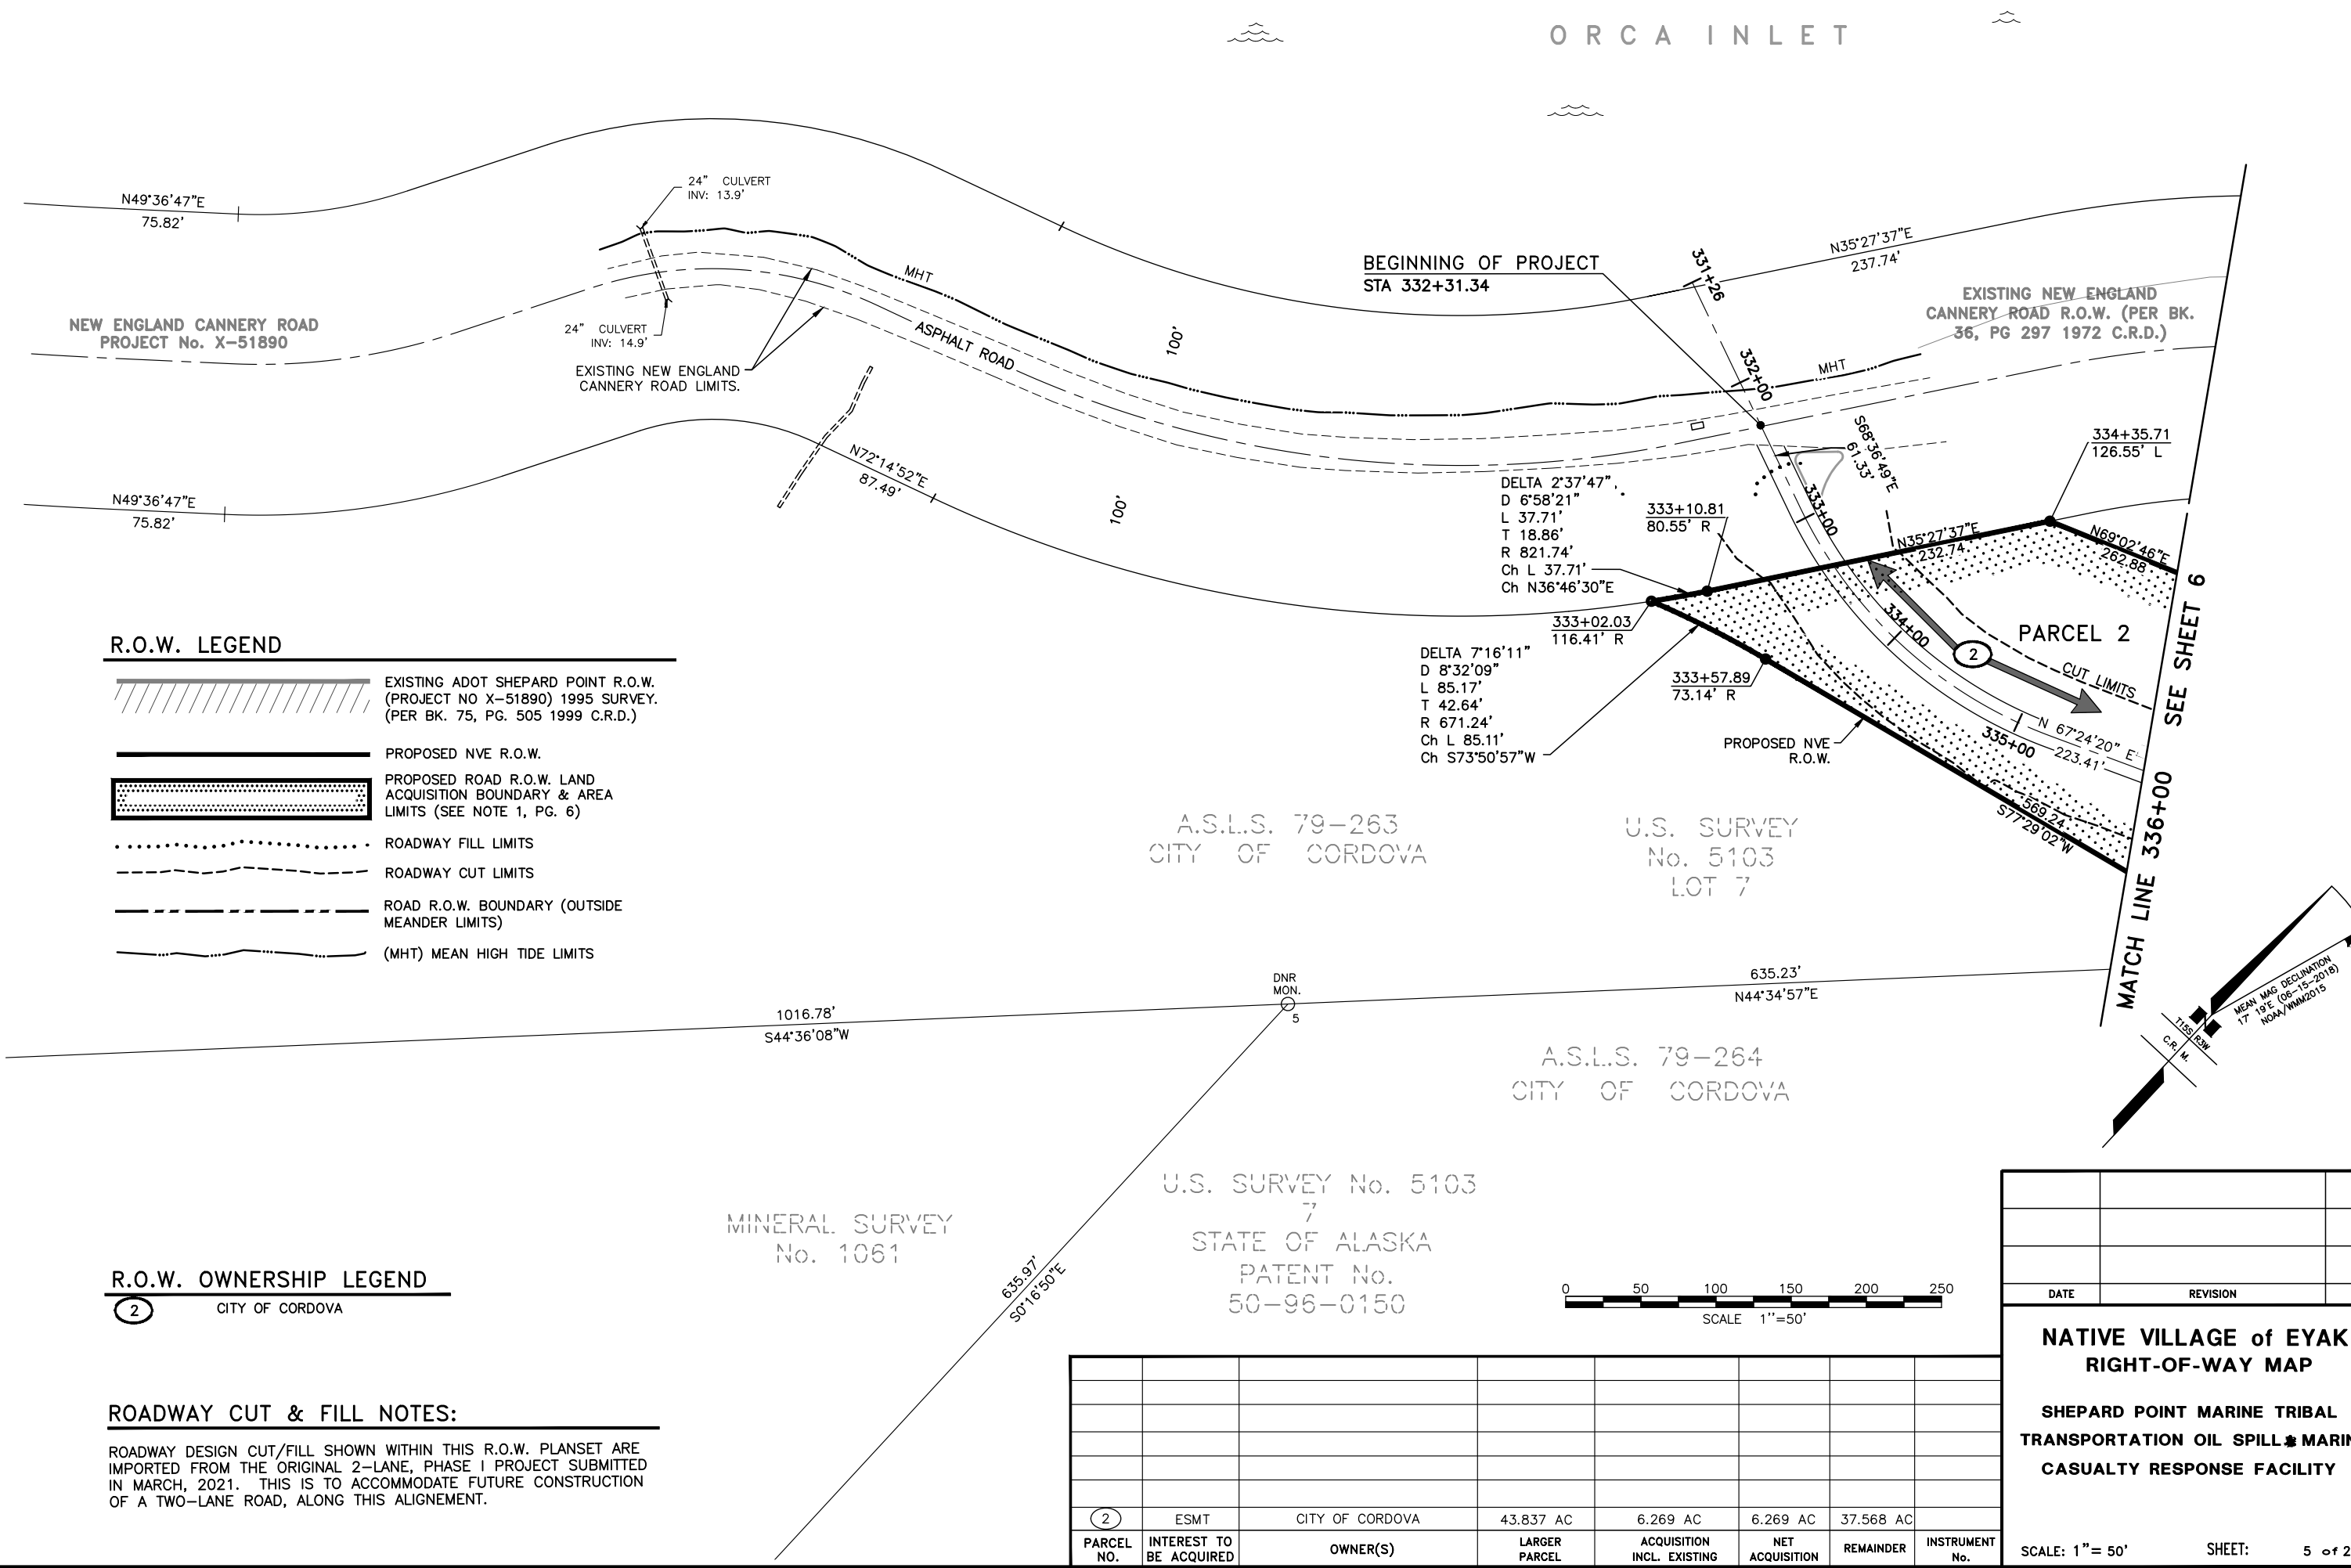 ORCA INLET
N49°36'47"E
75.82'
24" CULVERT
INV: 13.9'
MHT
NEW ENGLAND CANNERY ROAD
PROJECT No. X-51890
24" CULVERT
INV: 14.9'
EXISTING NEW ENGLAND
CANNERY ROAD LIMITS.
ASPHALT ROAD
100'
BEGINNING OF PROJECT
STA 332+31.34
331+26
N35°27'37"E
237.74'
EXISTING NEW ENGLAND
CANNERY ROAD R.O.W. (PER BK.
36, PG 297 1972 C.R.D.)
332+00
MHT
S68°36'49"E
61.33'
334+35.71
126.55' L
N49°36'47"E
75.82'
N72°14'52"E
87.49'
100'
DELTA 2°37'47"
D 6°58'21"
L 37.71'
T 18.86'
R 821.74'
Ch L 37.71'
Ch N36°46'30"E
333+10.81
80.55' R
333+00
N35°27'37"E
232.74'
N69°02'46"E
262.88'
333+02.03
116.41' R
334+00
PARCEL 2
2
CUT LIMITS
DELTA 7°16'11"
D 8°32'09"
L 85.17'
T 42.64'
R 671.24'
Ch L 85.11'
Ch S73°50'57"W
333+57.89
73.14' R
PROPOSED NVE
R.O.W.
335+00
N 67°24'20" E
223.41'
569.24'
S77°29'02"W
MATCH LINE 336+00 SEE SHEET 6
R.O.W. LEGEND
EXISTING ADOT SHEPARD POINT R.O.W.
(PROJECT NO X-51890) 1995 SURVEY.
(PER BK. 75, PG. 505 1999 C.R.D.)
PROPOSED NVE R.O.W.
PROPOSED ROAD R.O.W. LAND
ACQUISITION BOUNDARY & AREA
LIMITS (SEE NOTE 1, PG. 6)
ROADWAY FILL LIMITS
ROADWAY CUT LIMITS
ROAD R.O.W. BOUNDARY (OUTSIDE
MEANDER LIMITS)
(MHT) MEAN HIGH TIDE LIMITS
A.S.L.S. 79-263
CITY OF CORDOVA
U.S. SURVEY
No. 5103
LOT 7
MEAN MAG DECLINATION
17° 19'E (06-15-2018)
NOAA/WMM2015
T15S R3W
C.R. M.
1016.78'
S44°36'08"W
DNR
MON.
5
635.23'
N44°34'57"E
A.S.L.S. 79-264
CITY OF CORDOVA
MINERAL SURVEY
No. 1061
635.97'
S0°16'50"E
U.S. SURVEY No. 5103
7
STATE OF ALASKA
PATENT No.
50-96-0150
0 50 100 150 200 250
SCALE 1"=50'
R.O.W. OWNERSHIP LEGEND
2 CITY OF CORDOVA
ROADWAY CUT & FILL NOTES:
ROADWAY DESIGN CUT/FILL SHOWN WITHIN THIS R.O.W. PLANSET ARE
IMPORTED FROM THE ORIGINAL 2-LANE, PHASE I PROJECT SUBMITTED
IN MARCH, 2021. THIS IS TO ACCOMMODATE FUTURE CONSTRUCTION
OF A TWO-LANE ROAD, ALONG THIS ALIGNEMENT.
2 ESMT CITY OF CORDOVA 43.837 AC 6.269 AC 6.269 AC 37.568 AC
PARCEL NO. INTEREST TO BE ACQUIRED OWNER(S) LARGER PARCEL ACQUISITION INCL. EXISTING NET ACQUISITION REMAINDER INSTRUMENT No.
DATE REVISION
NATIVE VILLAGE of EYAK
RIGHT-OF-WAY MAP
SHEPARD POINT MARINE TRIBAL
TRANSPORTATION OIL SPILL & MARIN
CASUALTY RESPONSE FACILITY
SCALE: 1"= 50' SHEET: 5 of 2